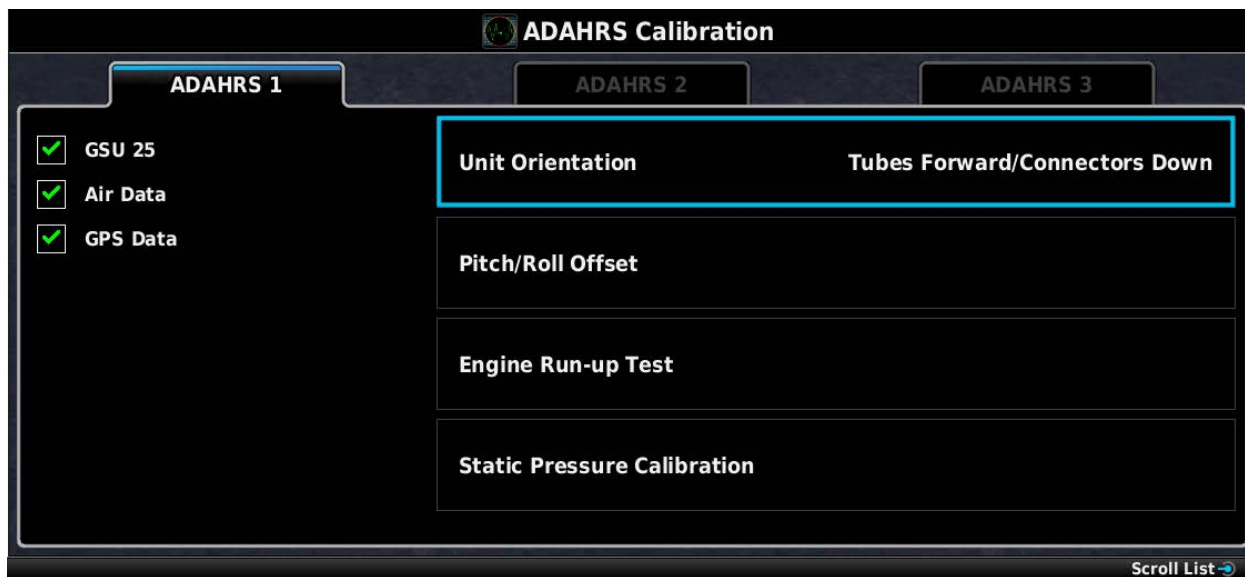 ADAHRS Calibration
ADAHRS 1 ADAHRS 2 ADAHRS 3
GSU 25
Air Data
GPS Data
Unit Orientation Tubes Forward/Connectors Down
Pitch/Roll Offset
Engine Run-up Test
Static Pressure Calibration
Scroll List